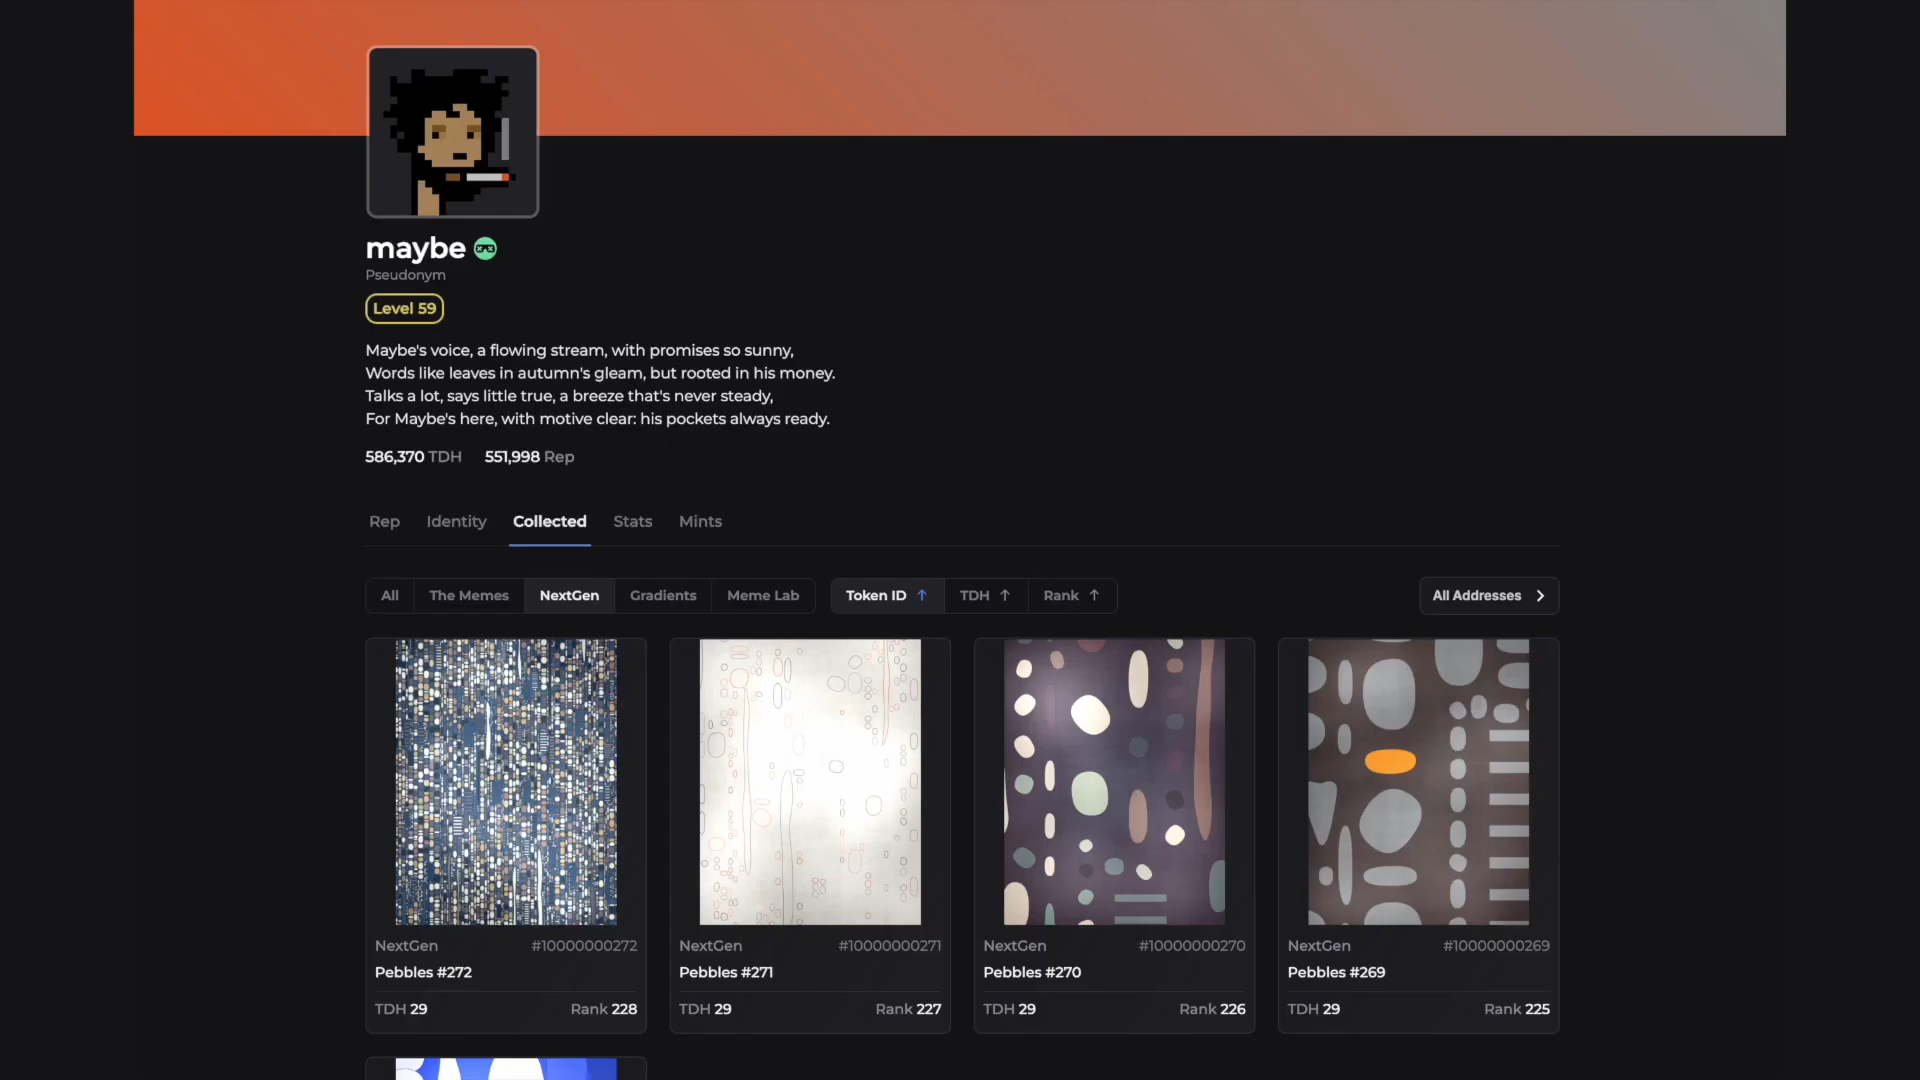 maybe
Pseudonym
Level 59
Maybe's voice, a flowing stream, with promises so sunny,
Words like leaves in autumn's gleam, but rooted in his money.
Talks a lot, says little true, a breeze that's never steady,
For Maybe's here, with motive clear: his pockets always ready.
586,370 TDH 551,998 Rep
Rep Identity Collected Stats Mints
All The Memes NextGen Gradients Meme Lab Token ID TDH Rank All Addresses
NextGen #10000000272
Pebbles #272
TDH 29 Rank 228
NextGen #10000000271
Pebbles #271
TDH 29 Rank 227
NextGen #10000000270
Pebbles #270
TDH 29 Rank 226
NextGen #10000000269
Pebbles #269
TDH 29 Rank 225